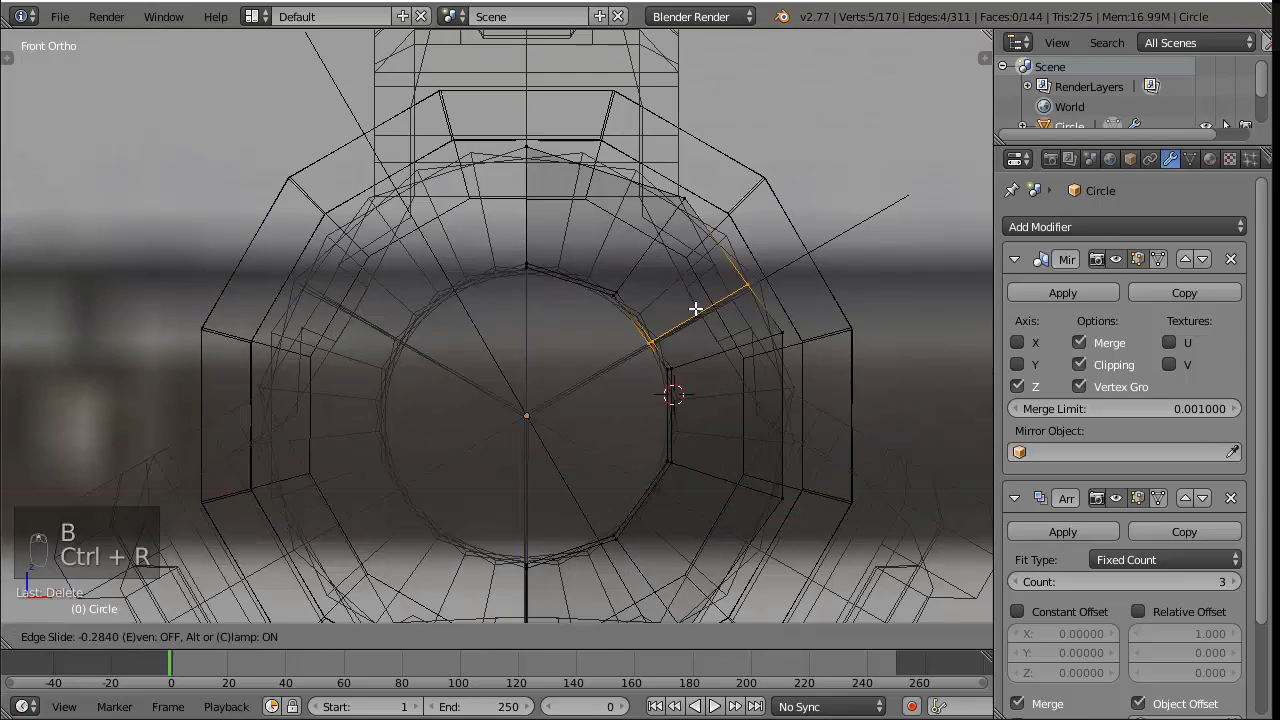 File Render Window Help Default Scene Blender Render v2.77 | Verts:5/170 | Edges:4/311 | Faces:0/144 | Tris:275 | Mem:16.99M | Circle
Front Ortho
View Search All Scenes
Scene
RenderLayers
World
Circle
Circle
Add Modifier
Mir
Apply Copy
Axis: Options: Textures:
X Merge U
Y Clipping V
Z Vertex Gro
Merge Limit: 0.001000
Mirror Object:
Arr
Apply Copy
Fit Type: Fixed Count
Count: 3
Constant Offset Relative Offset
X: 0.00000 1.000
Y: 0.00000 0.000
Z: 0.00000 0.000
Merge Object Offset
B
Ctrl + R
z
Last: Delete
(0) Circle
Edge Slide: -0.2840 (E)ven: OFF, Alt or (C)lamp: ON
-40 -20 0 20 40 60 80 100 120 140 160 180 200 220 240 260
View Marker Frame Playback Start: 1 End: 250 0 No Sync